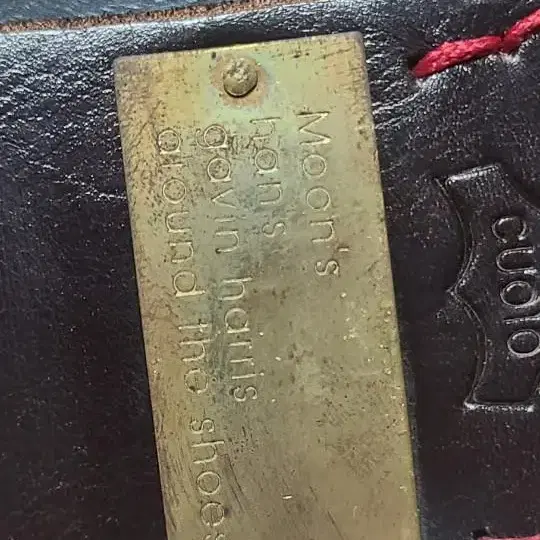 Moon's
han's
gavin harris
around the shoes
cuoio